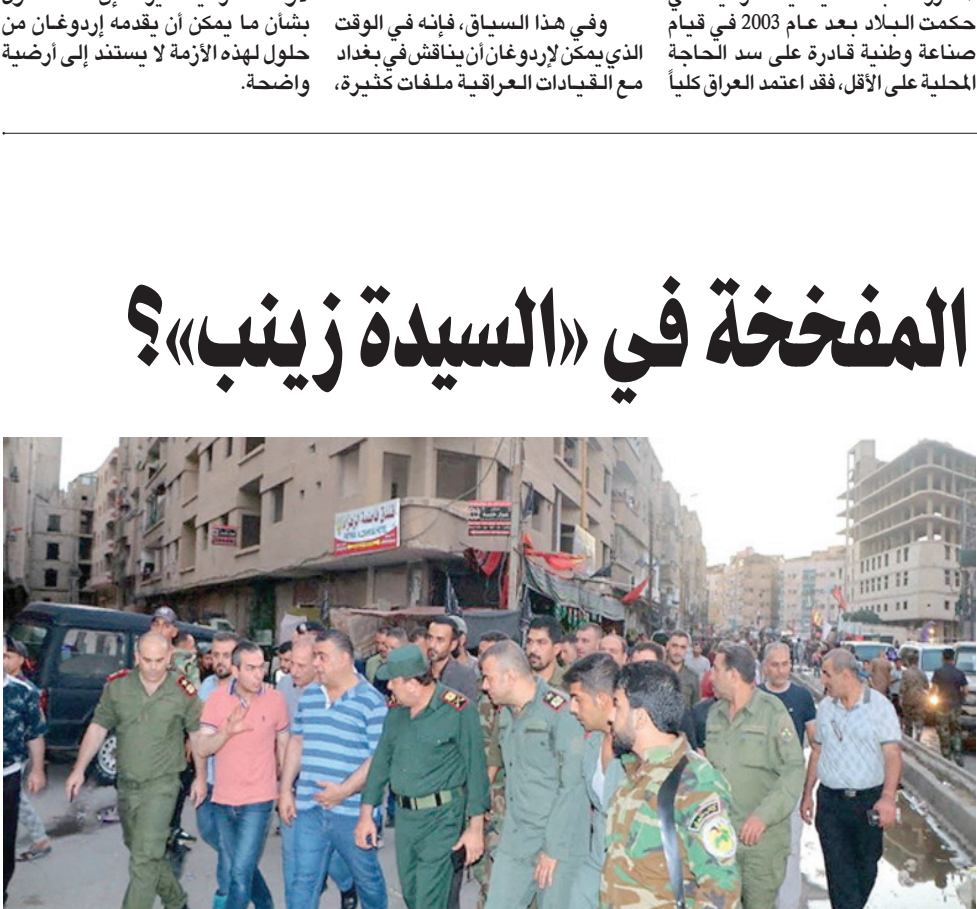 حكمت البلاد بعد عام 2003 في قيام
صناعة وطنية قادرة على سد الحاجة
المحلية على الأقل، فقد اعتمد العراق كلياً
وفي هذا السياق، فإنه في الوقت
الذي يمكن لإردوغان أن يناقش في بغداد
مع القيادات العراقية ملفات كثيرة،
بشأن ما يمكن أن يقدمه إردوغان من
حلول لهذه الأزمة لا يستند إلى أرضية
واضحة.
المفخخة في «السيدة زينب»؟
فندق فاطمة الزهراء